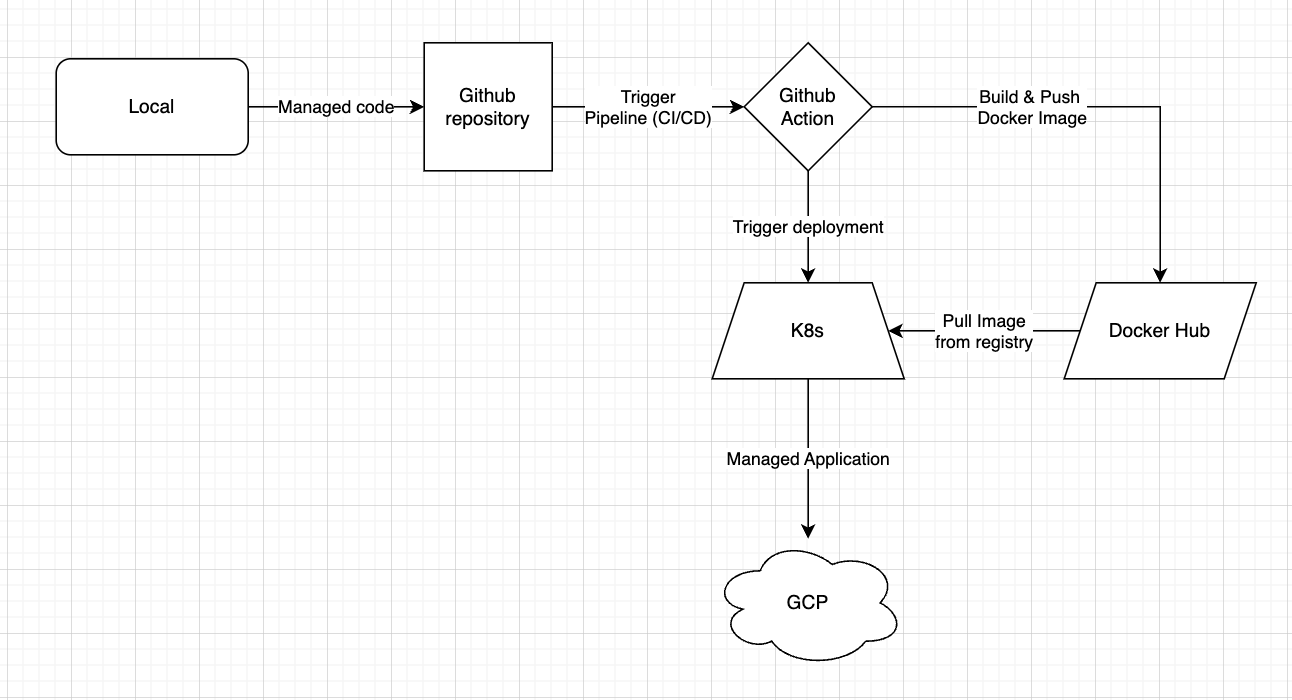 Local
Managed code
Github
repository
Trigger
Pipeline (CI/CD)
Github
Action
Build & Push
Docker Image
Trigger deployment
K8s
Pull Image
from registry
Docker Hub
Managed Application
GCP